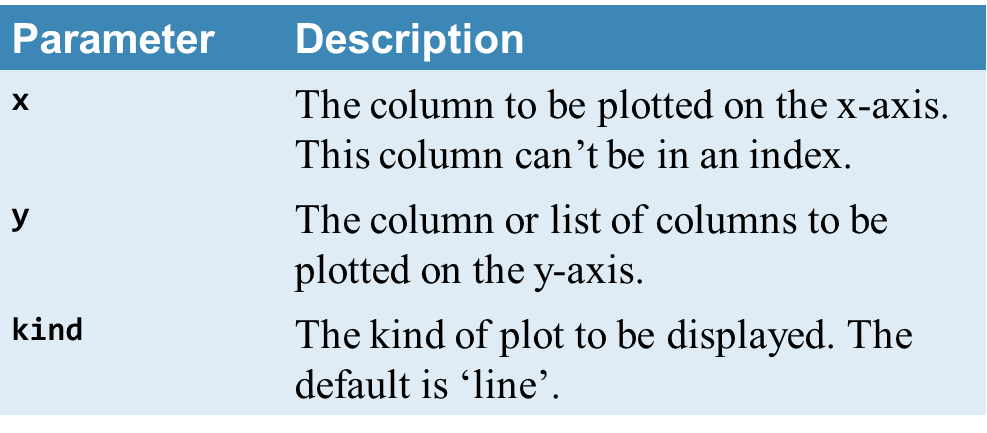 Parameter Description
x The column to be plotted on the x-axis.
This column can’t be in an index.
y The column or list of columns to be
plotted on the y-axis.
kind The kind of plot to be displayed. The
default is ‘line’.